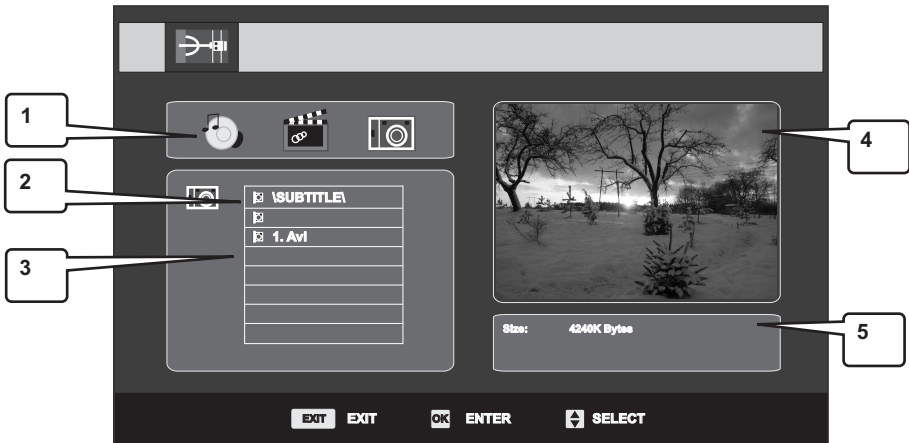 1
2
3
4
5
\SUBTITLE\
1. Avi
Size: 4240K Bytes
EXIT EXIT OK ENTER SELECT